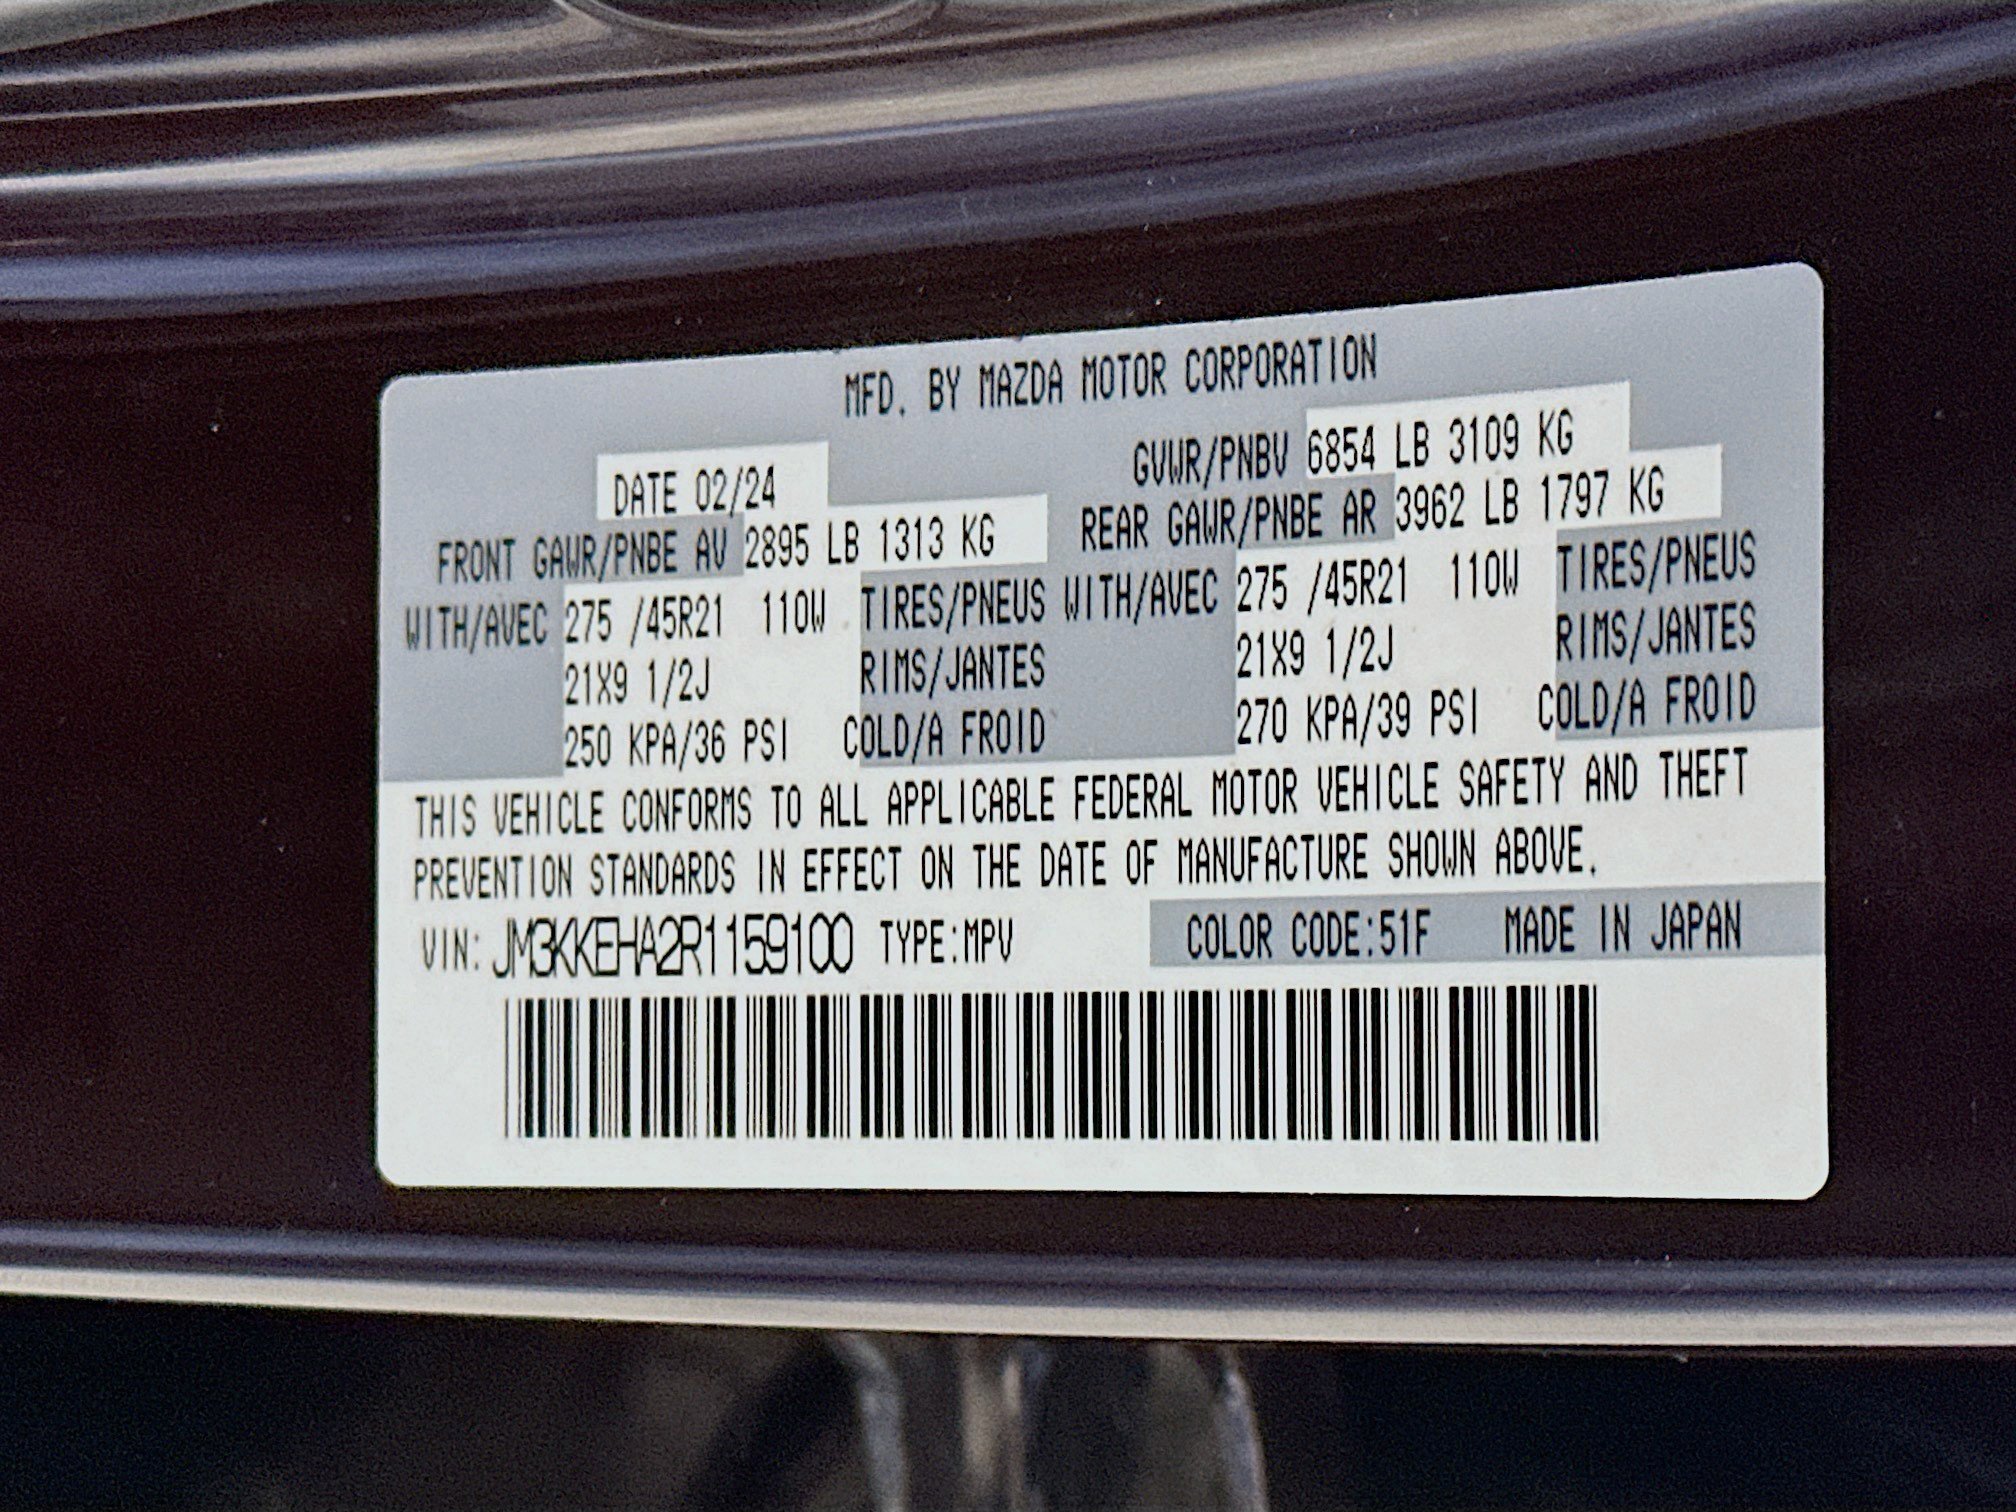 MFD. BY MAZDA MOTOR CORPORATION
DATE 02/24 GVWR/PNBV 6854 LB 3109 KG
FRONT GAWR/PNBE AV 2895 LB 1313 KG REAR GAWR/PNBE AR 3962 LB 1797 KG
WITH/AVEC 275 /45R21 110W TIRES/PNEUS WITH/AVEC 275 /45R21 110W TIRES/PNEUS
21X9 1/2J RIMS/JANTES 21X9 1/2J RIMS/JANTES
250 KPA/36 PSI COLD/A FROID 270 KPA/39 PSI COLD/A FROID
THIS VEHICLE CONFORMS TO ALL APPLICABLE FEDERAL MOTOR VEHICLE SAFETY AND THEFT
PREVENTION STANDARDS IN EFFECT ON THE DATE OF MANUFACTURE SHOWN ABOVE.
VIN: JM3KKEHA2R1159100 TYPE:MPV COLOR CODE:51F MADE IN JAPAN